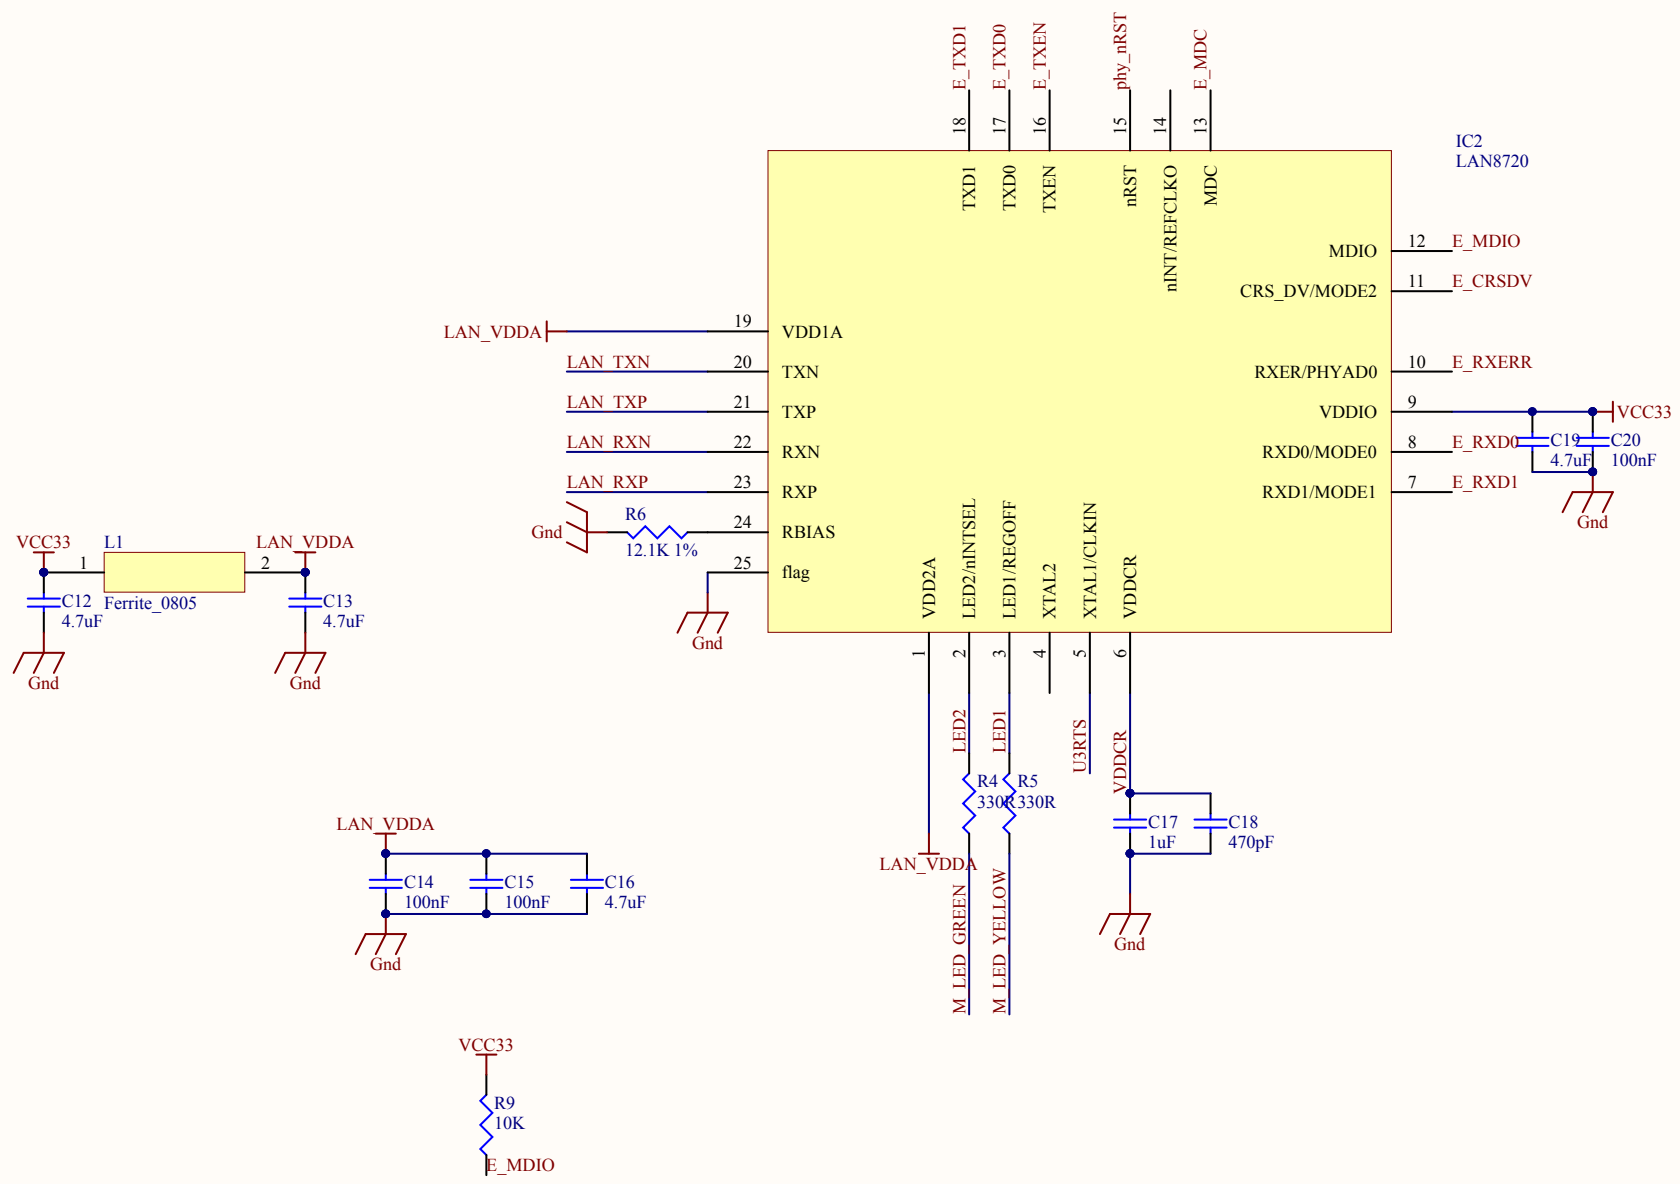 E_TXD1
E_TXD0
E_TXEN
phy_nRST
E_MDC
18
17
16
15
14
13
TXD1
TXD0
TXEN
nRST
nINT/REFCLKO
MDC
IC2
LAN8720
MDIO
12
E_MDIO
CRS_DV/MODE2
11
E_CRSDV
RXER/PHYAD0
10
E_RXERR
VDDIO
9
VCC33
RXD0/MODE0
8
E_RXD0
RXD1/MODE1
7
E_RXD1
C19
4.7uF
C20
100nF
Gnd
LAN_VDDA
19
VDD1A
LAN_TXN
20
TXN
LAN_TXP
21
TXP
LAN_RXN
22
RXN
LAN_RXP
23
RXP
Gnd
R6
12.1K 1%
24
RBIAS
25
flag
Gnd
VDD2A
LED2/nINTSEL
LED1/REGOFF
XTAL2
XTAL1/CLKIN
VDDCR
1
2
3
4
5
6
LED2
LED1
U3RTS
VDDCR
R4
330R
R5
330R
C17
1uF
C18
470pF
Gnd
LAN_VDDA
M_LED_GREEN
M_LED_YELLOW
VCC33
1
L1
2
LAN_VDDA
Ferrite_0805
C12
4.7uF
C13
4.7uF
Gnd
Gnd
LAN_VDDA
C14
100nF
C15
100nF
C16
4.7uF
Gnd
VCC33
R9
10K
E_MDIO